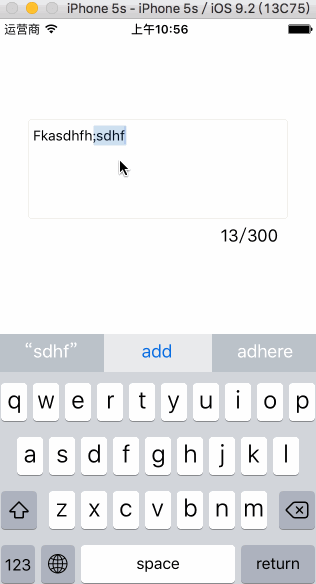 iPhone 5s - iPhone 5s / iOS 9.2 (13C75)
运营商 上午10:56
Fkasdhfh;sdhf
13/300
“sdhf” add adhere
q w e r t y u i o p
a s d f g h j k l
z x c v b n m
123 space return